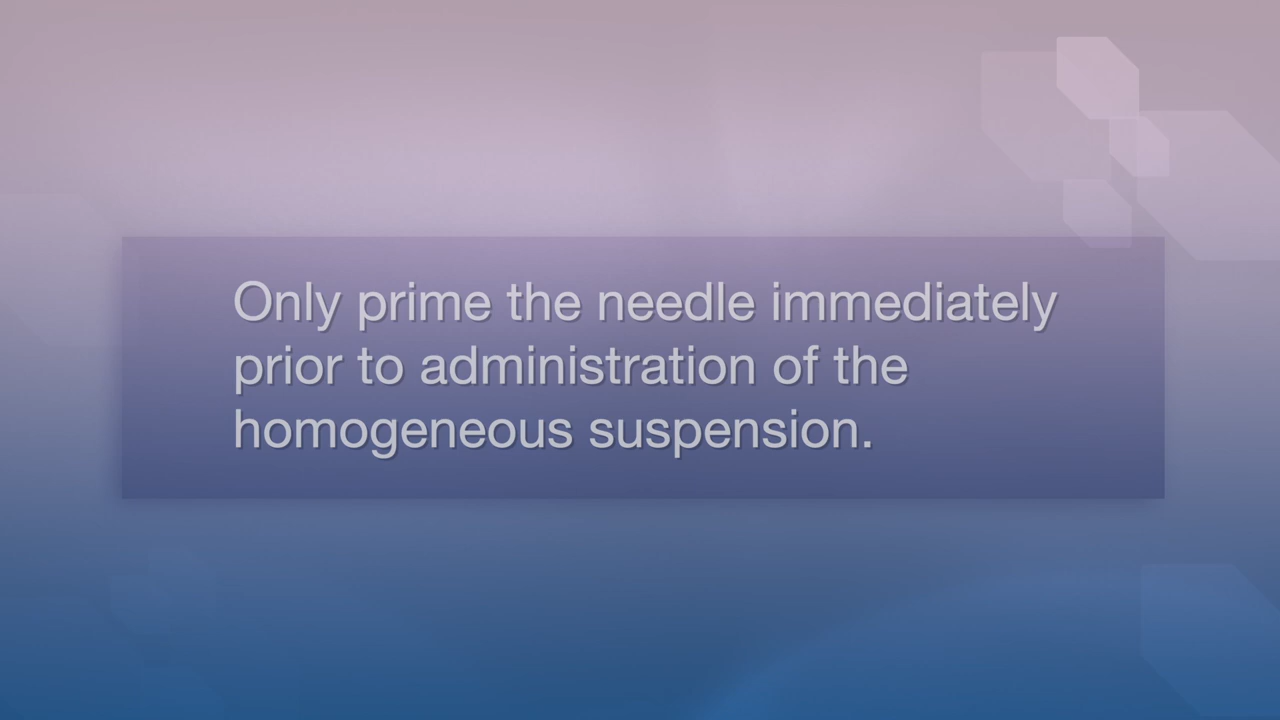 Only prime the needle immediately
prior to administration of the
homogeneous suspension.